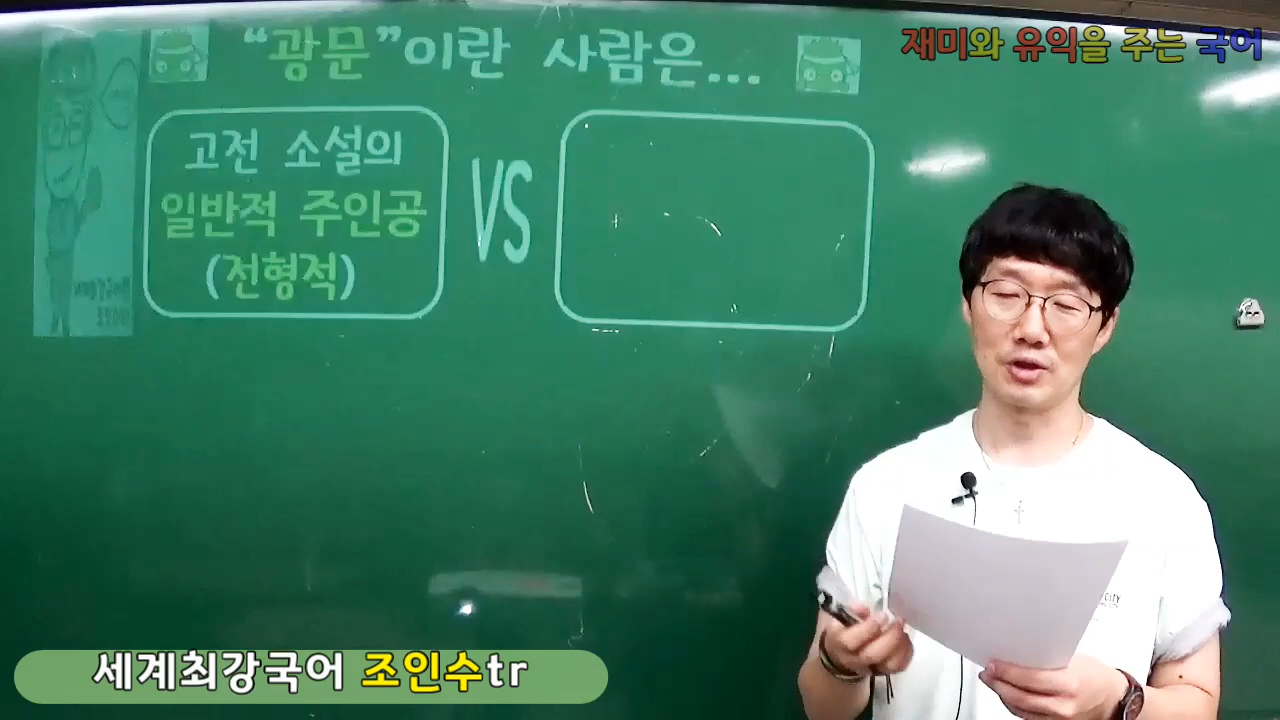 “광문”이란 사람은...
재미와 유익을 주는 국어
고전 소설의
일반적 주인공
(전형적)
VS
CITY
세계최강국어 조인수tr